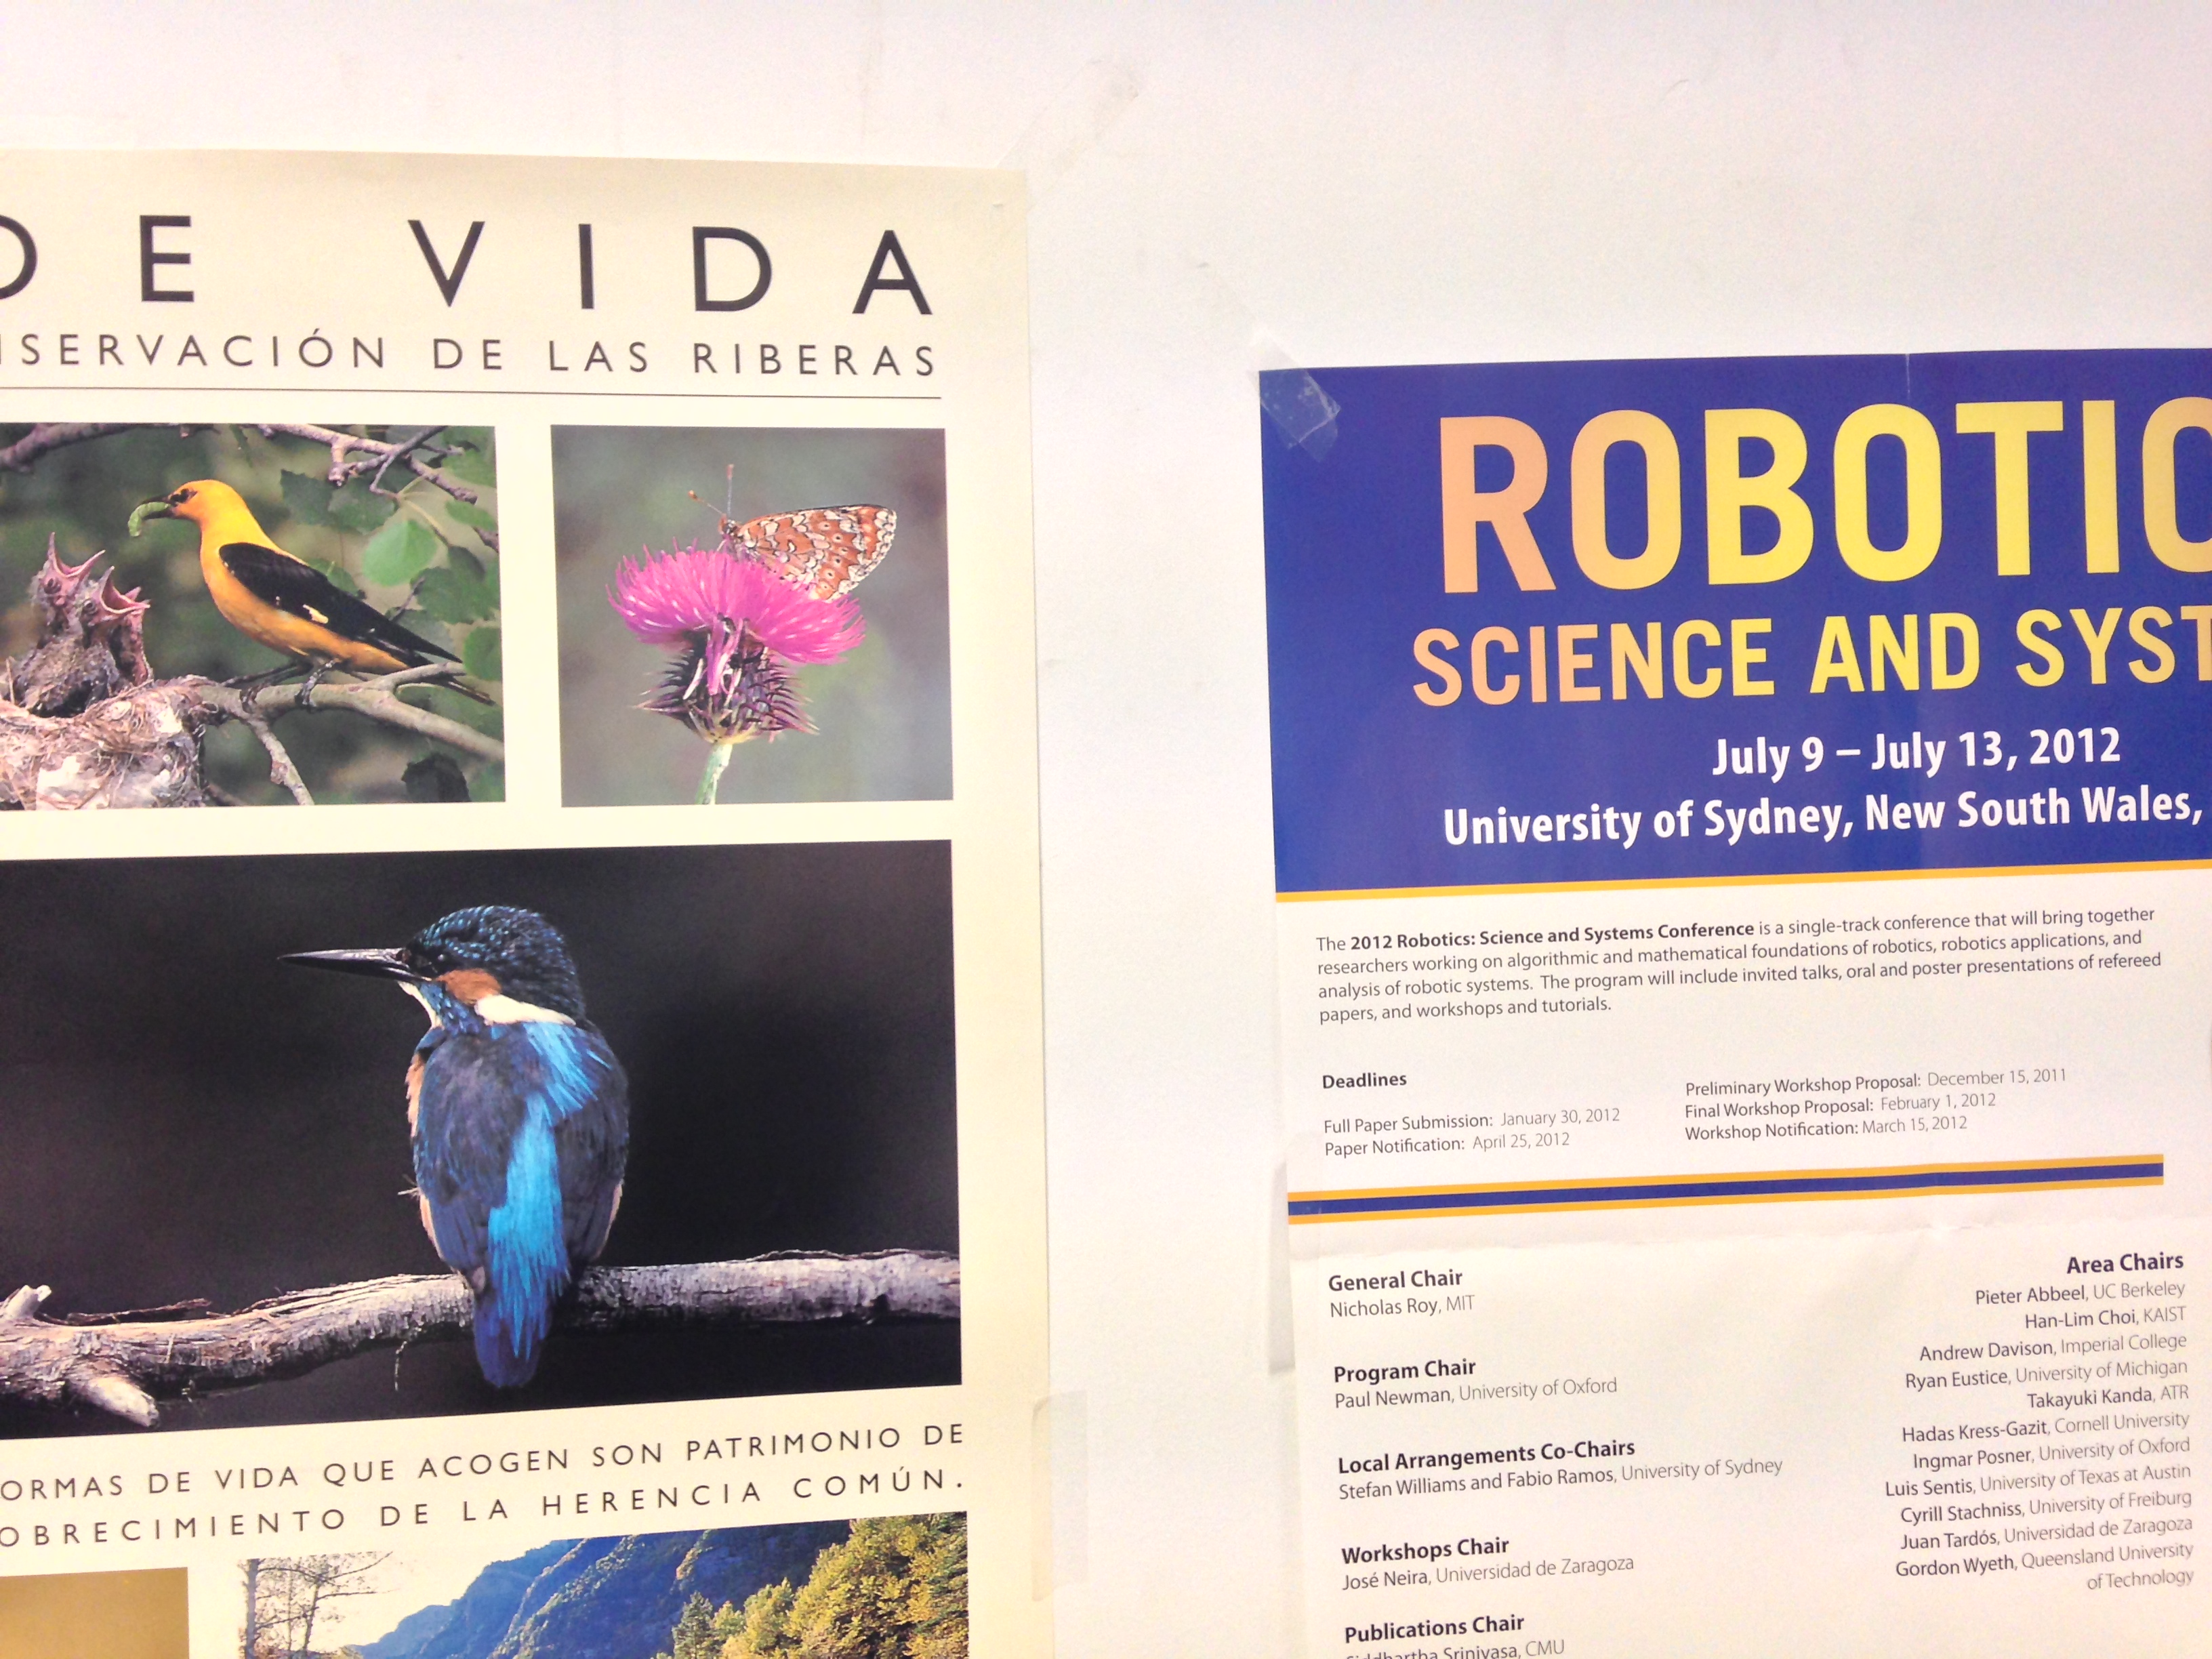 DE VIDA
NSERVACIÓN DE LAS RIBERAS
ORMAS DE VIDA QUE ACOGEN SON PATRIMONIO DE
OBRECIMIENTO DE LA HERENCIA COMÚN.
ROBOTIC
SCIENCE AND SYST
July 9 – July 13, 2012
University of Sydney, New South Wales,
The 2012 Robotics: Science and Systems Conference is a single-track conference that will bring together
researchers working on algorithmic and mathematical foundations of robotics, robotics applications, and
analysis of robotic systems. The program will include invited talks, oral and poster presentations of refereed
papers, and workshops and tutorials.
Deadlines
Full Paper Submission: January 30, 2012
Paper Notification: April 25, 2012
Preliminary Workshop Proposal: December 15, 2011
Final Workshop Proposal: February 1, 2012
Workshop Notification: March 15, 2012
General Chair
Nicholas Roy, MIT
Program Chair
Paul Newman, University of Oxford
Local Arrangements Co-Chairs
Stefan Williams and Fabio Ramos, University of Sydney
Workshops Chair
José Neira, Universidad de Zaragoza
Publications Chair
Siddhartha Srinivasa, CMU
Area Chairs
Pieter Abbeel, UC Berkeley
Han-Lim Choi, KAIST
Andrew Davison, Imperial College
Ryan Eustice, University of Michigan
Takayuki Kanda, ATR
Hadas Kress-Gazit, Cornell University
Ingmar Posner, University of Oxford
Luis Sentis, University of Texas at Austin
Cyrill Stachniss, University of Freiburg
Juan Tardós, Universidad de Zaragoza
Gordon Wyeth, Queensland University
of Technology